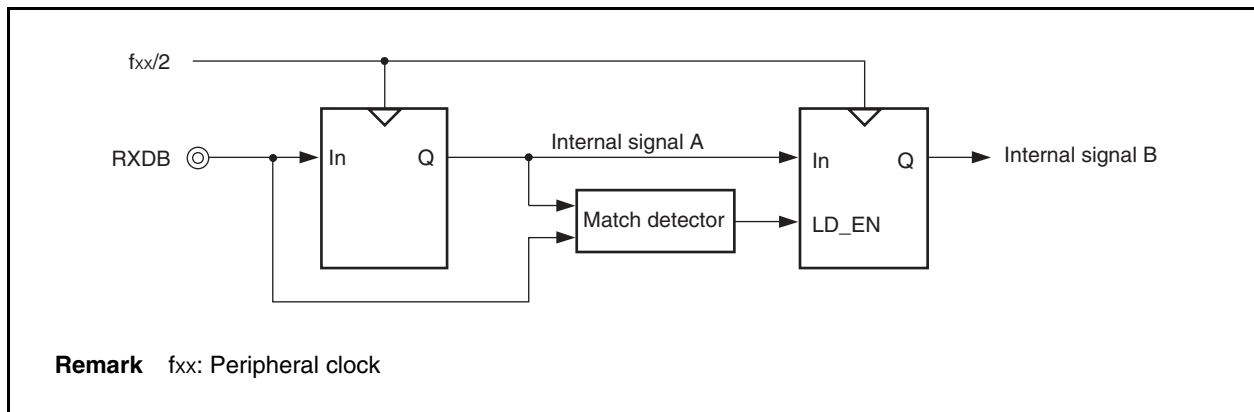 fxx/2
RXDB
In
Q
Internal signal A
Match detector
In
Q
LD_EN
Internal signal B
Remark fxx: Peripheral clock